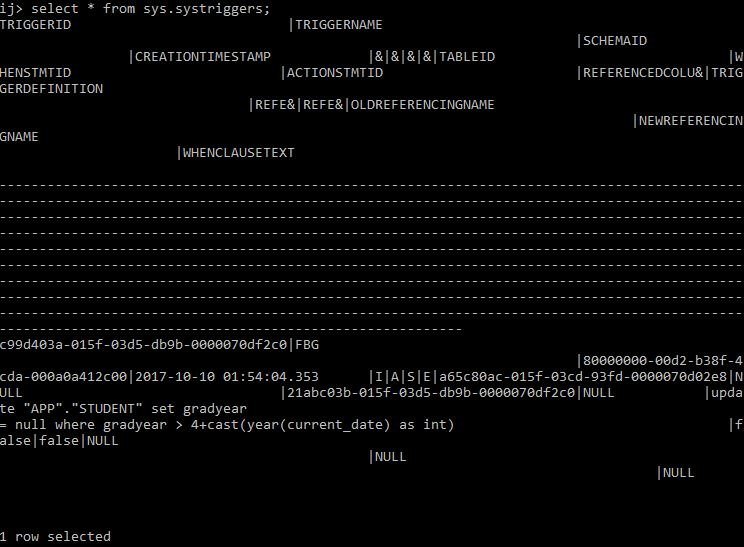 ij> select * from sys.systriggers;
TRIGGERID                           |TRIGGERNAME
                                                                        |SCHEMAID
                |CREATIONTIMESTAMP            |&|&|&|&|TABLEID                             |W
HENSTMTID                          |ACTIONSTMTID                        |REFERENCEDCOLU&|TRIG
GERDEFINITION
                               |REFE&|REFE&|OLDREFERENCINGNAME
                                                                               |NEWREFERENCIN
GNAME
                      |WHENCLAUSETEXT
---------------------------------------------------------------------------------------------
---------------------------------------------------------------------------------------------
---------------------------------------------------------------------------------------------
---------------------------------------------------------------------------------------------
---------------------------------------------------------------------------------------------
---------------------------------------------------------------------------------------------
---------------------------------------------------------------------------------------------
---------------------------------------------------------------------------------------------
---------------------------------------------------------------------------------------------
----------------------------------------------------------
c99d403a-015f-03d5-db9b-0000070df2c0|FBG
                                                                        |80000000-00d2-b38f-4
cda-000a0a412c00|2017-10-10 01:54:04.353      |I|A|S|E|a65c80ac-015f-03cd-93fd-0000070d02e8|N
ULL                                |21abc03b-015f-03d5-db9b-0000070df2c0|NULL           |upda
te "APP"."STUDENT" set gradyear
= null where gradyear > 4+cast(year(current_date) as int)                                  |f
alse|false|NULL
                                              |NULL
                                                                                  |NULL
1 row selected